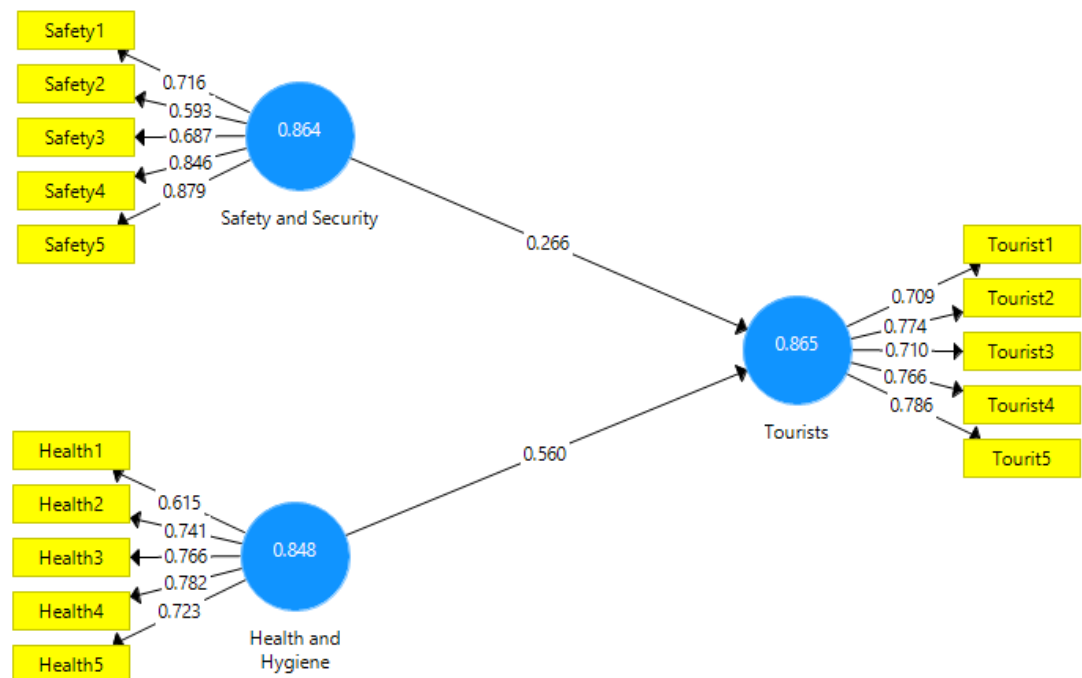 Safety1
Safety2
Safety3
Safety4
Safety5
0.716
0.593
0.687
0.846
0.879
0.864
Safety and Security
0.266
Health1
Health2
Health3
Health4
Health5
0.615
0.741
0.766
0.782
0.723
0.848
Health and
Hygiene
0.560
0.865
Tourists
0.709
0.774
0.710
0.766
0.786
Tourist1
Tourist2
Tourist3
Tourist4
Tourit5